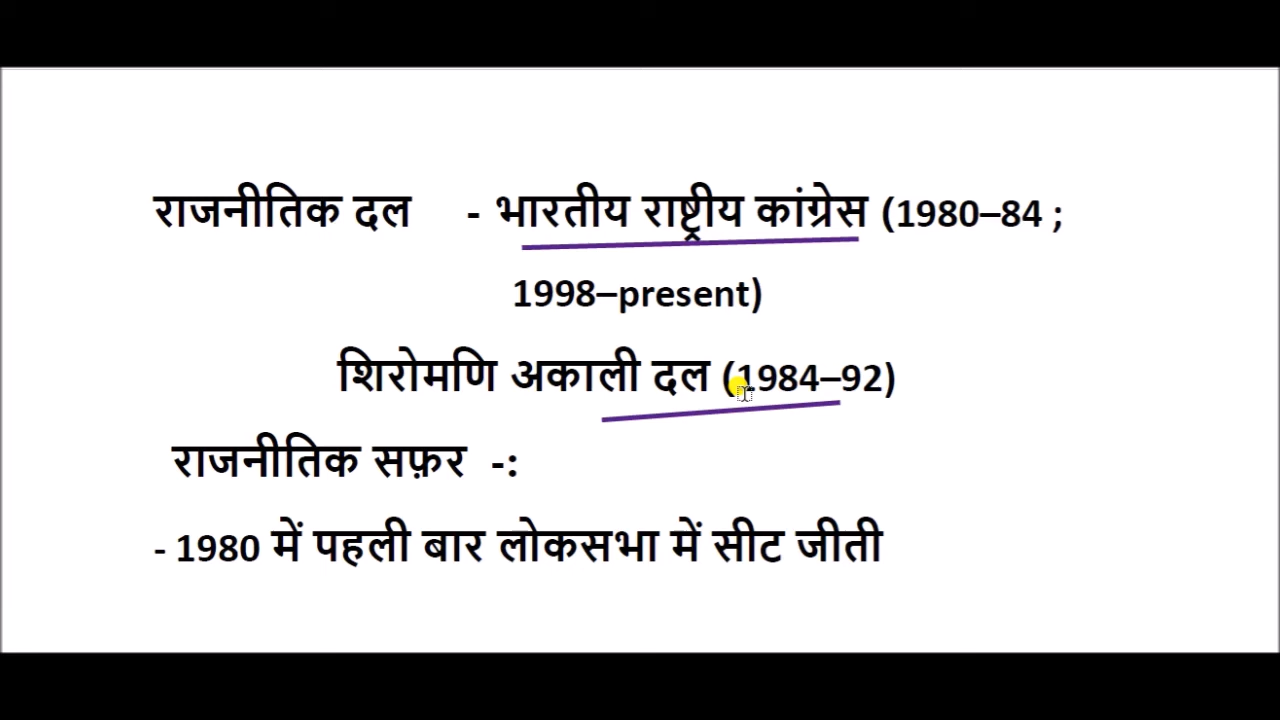 राजनीतिक दल - भारतीय राष्ट्रीय कांग्रेस (1980–84 ;
1998–present)
शिरोमणि अकाली दल (1984–92)
राजनीतिक सफ़र -:
- 1980 में पहली बार लोकसभा में सीट जीती